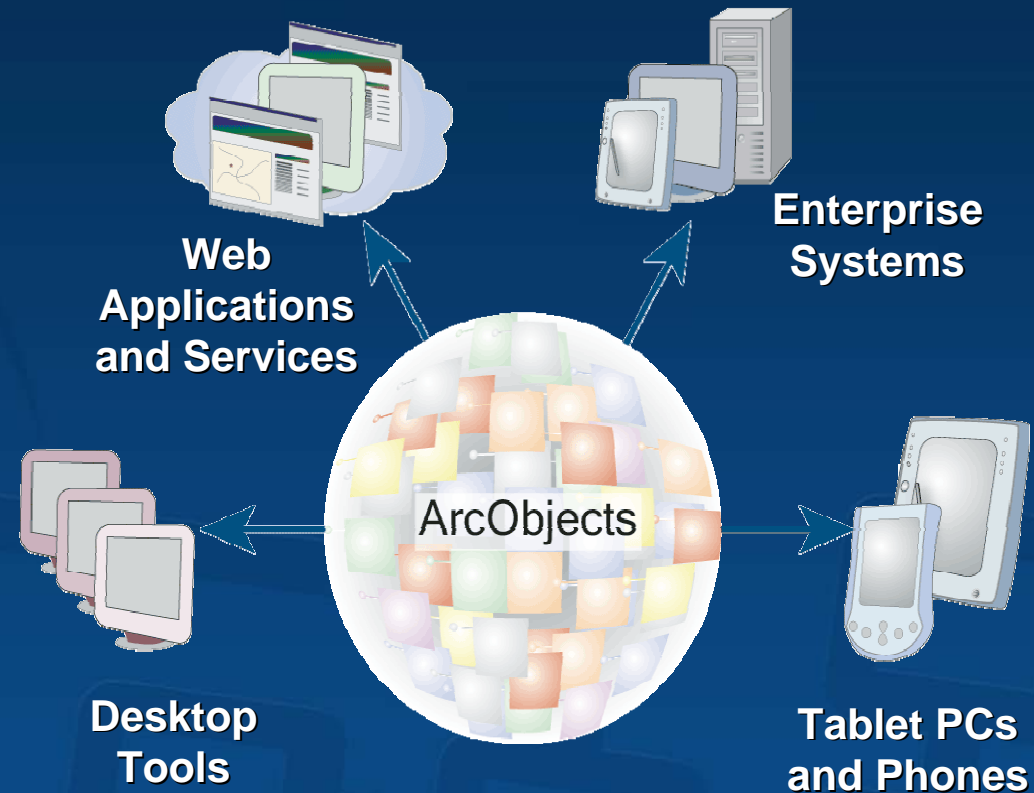 Web
Applications
and Services
Enterprise
Systems
ArcObjects
Desktop
Tools
Tablet PCs
and Phones